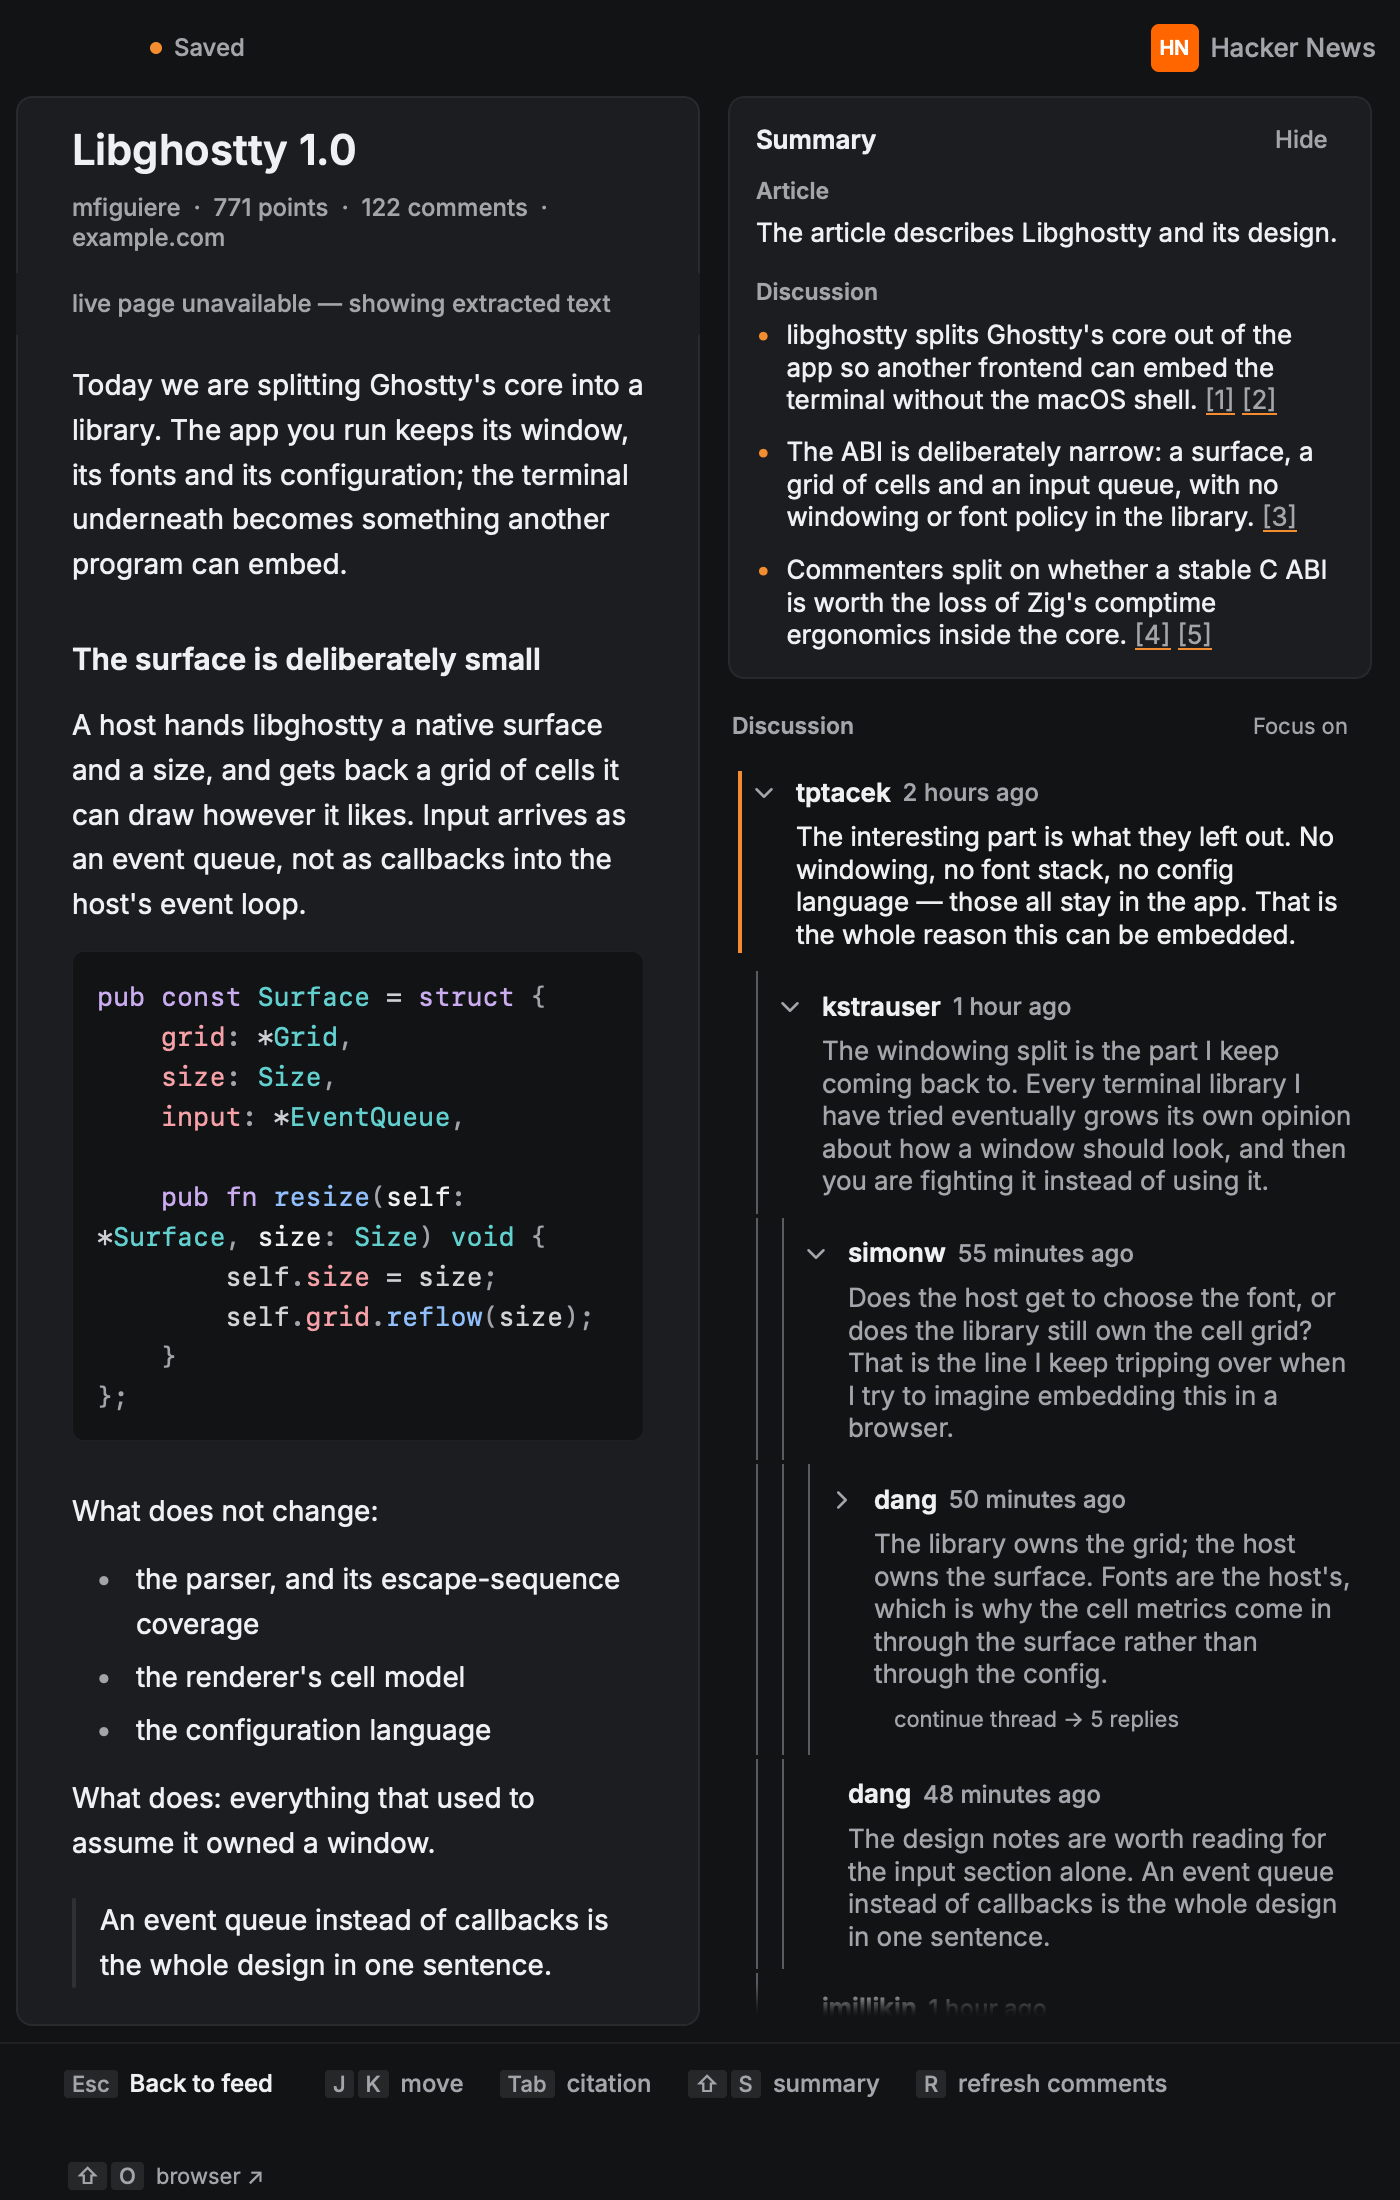 Saved
HN Hacker News
Libghostty 1.0
mfiguiere · 771 points · 122 comments ·
example.com
live page unavailable — showing extracted text
Today we are splitting Ghostty's core into a
library. The app you run keeps its window,
its fonts and its configuration; the terminal
underneath becomes something another
program can embed.
The surface is deliberately small
A host hands libghostty a native surface
and a size, and gets back a grid of cells it
can draw however it likes. Input arrives as
an event queue, not as callbacks into the
host's event loop.
pub const Surface = struct {
    grid: *Grid,
    size: Size,
    input: *EventQueue,
    pub fn resize(self:
*Surface, size: Size) void {
        self.size = size;
        self.grid.reflow(size);
    }
};
What does not change:
• the parser, and its escape-sequence
coverage
• the renderer's cell model
• the configuration language
What does: everything that used to
assume it owned a window.
An event queue instead of callbacks is
the whole design in one sentence.
Summary Hide
Article
The article describes Libghostty and its design.
Discussion
• libghostty splits Ghostty's core out of the
app so another frontend can embed the
terminal without the macOS shell. [1] [2]
• The ABI is deliberately narrow: a surface, a
grid of cells and an input queue, with no
windowing or font policy in the library. [3]
• Commenters split on whether a stable C ABI
is worth the loss of Zig's comptime
ergonomics inside the core. [4] [5]
Discussion Focus on
tptacek 2 hours ago
The interesting part is what they left out. No
windowing, no font stack, no config
language — those all stay in the app. That is
the whole reason this can be embedded.
kstrauser 1 hour ago
The windowing split is the part I keep
coming back to. Every terminal library I
have tried eventually grows its own opinion
about how a window should look, and then
you are fighting it instead of using it.
simonw 55 minutes ago
Does the host get to choose the font, or
does the library still own the cell grid?
That is the line I keep tripping over when
I try to imagine embedding this in a
browser.
dang 50 minutes ago
The library owns the grid; the host
owns the surface. Fonts are the host's,
which is why the cell metrics come in
through the surface rather than
through the config.
continue thread → 5 replies
dang 48 minutes ago
The design notes are worth reading for
the input section alone. An event queue
instead of callbacks is the whole design
in one sentence.
jmillikin 1 hour ago
Esc Back to feed J K move Tab citation ⇧ S summary R refresh comments
⇧ O browser ↗